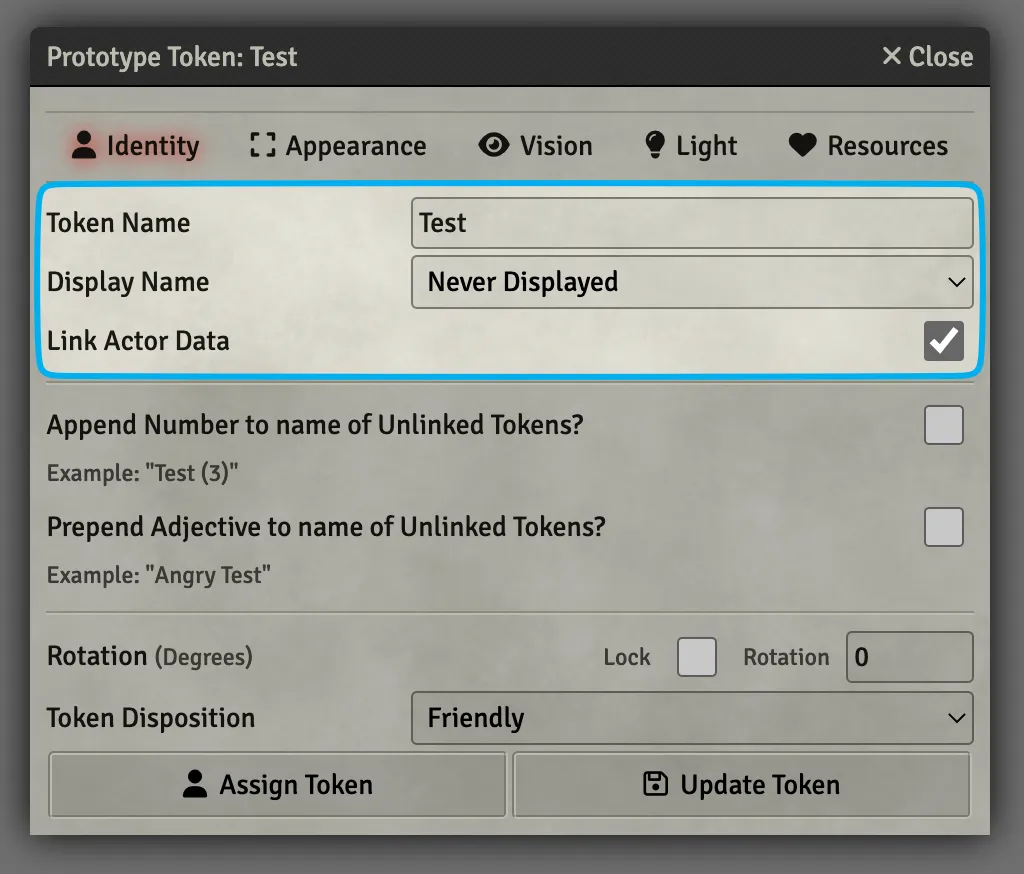 Prototype Token: Test
Close
Identity Appearance Vision Light Resources
Token Name Test
Display Name Never Displayed
Link Actor Data
Append Number to name of Unlinked Tokens?
Example: "Test (3)"
Prepend Adjective to name of Unlinked Tokens?
Example: "Angry Test"
Rotation (Degrees) Lock Rotation 0
Token Disposition Friendly
Assign Token Update Token